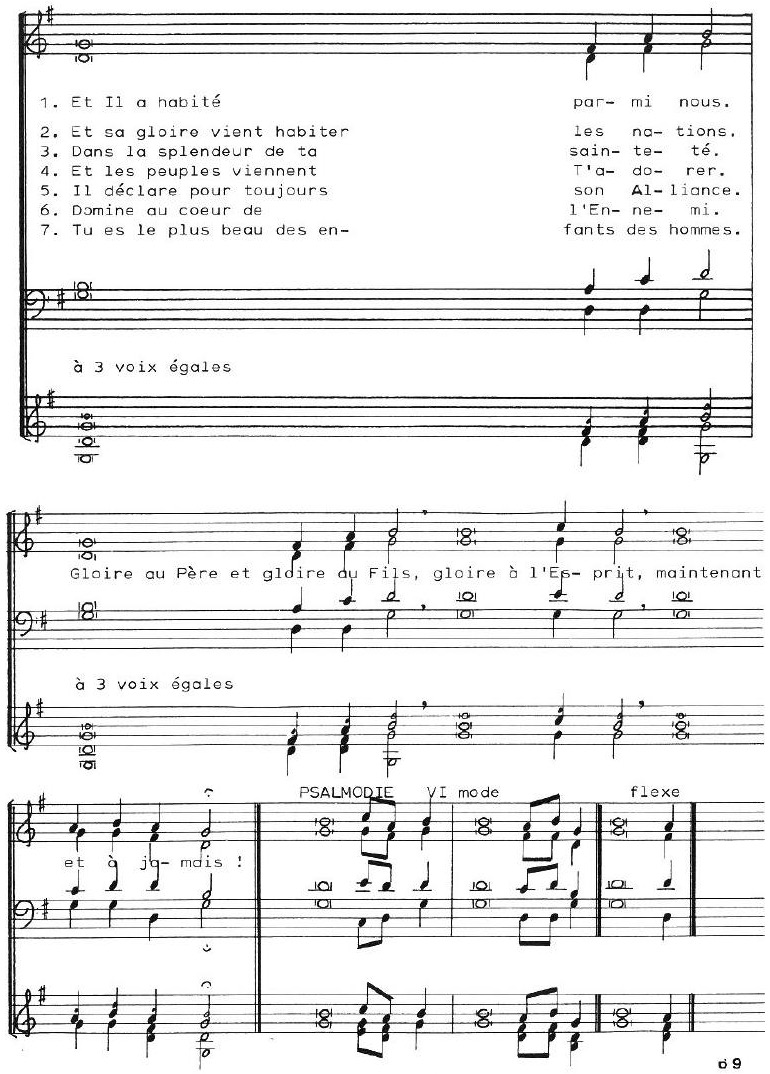 1. Et Il a habité par- mi nous.
2. Et sa gloire vient habiter les na- tions.
3. Dans la splendeur de ta sain- te- té.
4. Et les peuples viennent T'a- do- rer.
5. Il déclare pour toujours son Al- liance.
6. Domine au coeur de l'En- ne- mi.
7. Tu es le plus beau des en- fants des hommes.
à 3 voix égales
Gloire au Père et gloire au Fils, gloire à l'Es- prit, maintenant
à 3 voix égales
PSALMODIE VI mode flexe
et à ja- mais !
69